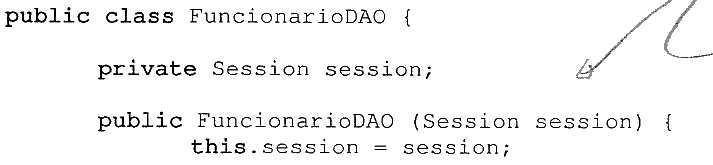 public class FuncionarioDAO {
private Session session;
public FuncionarioDAO (Session session) {
this.session = session;